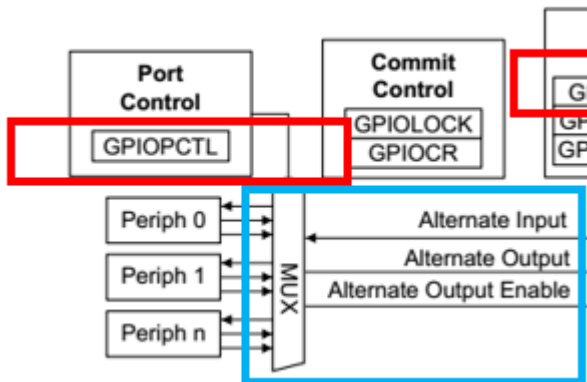 Port
Control
GPIOPCTL
Commit
Control
GPIOLOCK
GPIOCR
Periph 0
Periph 1
Periph n
MUX
Alternate Input
Alternate Output
Alternate Output Enable